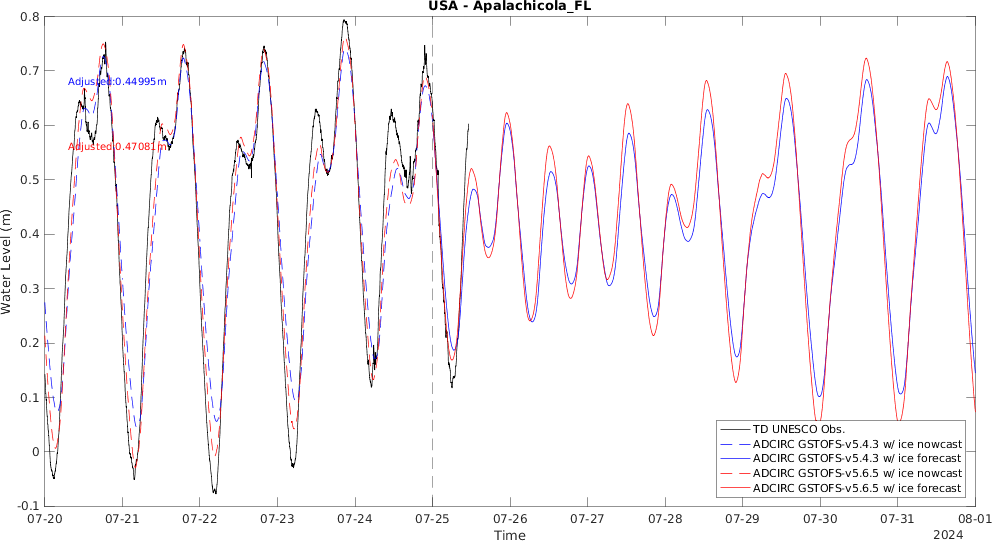 USA - Apalachicola_FL
0.8
0.7
0.6
0.5
0.4
0.3
0.2
0.1
0
-0.1
Water Level (m)
Adjusted:0.44995m
Adjusted:0.47081m
TD UNESCO Obs.
ADCIRC GSTOFS-v5.4.3 w/ ice nowcast
ADCIRC GSTOFS-v5.4.3 w/ ice forecast
ADCIRC GSTOFS-v5.6.5 w/ ice nowcast
ADCIRC GSTOFS-v5.6.5 w/ ice forecast
07-20 07-21 07-22 07-23 07-24 07-25 07-26 07-27 07-28 07-29 07-30 07-31 08-01
2024
Time